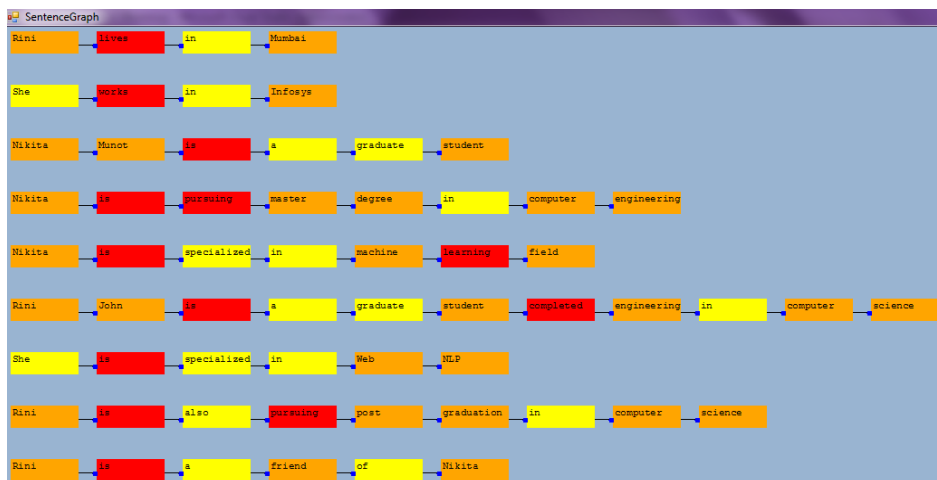 SentenceGraph
Rini lives in Mumbai
She works in Infosys
Nikita Munot is a graduate student
Nikita is pursuing master degree in computer engineering
Nikita is specialized in machine learning field
Rini John is a graduate student completed engineering in computer science
She is specialized in Web NLP
Rini is also pursuing post graduation in computer science
Rini is a friend of Nikita